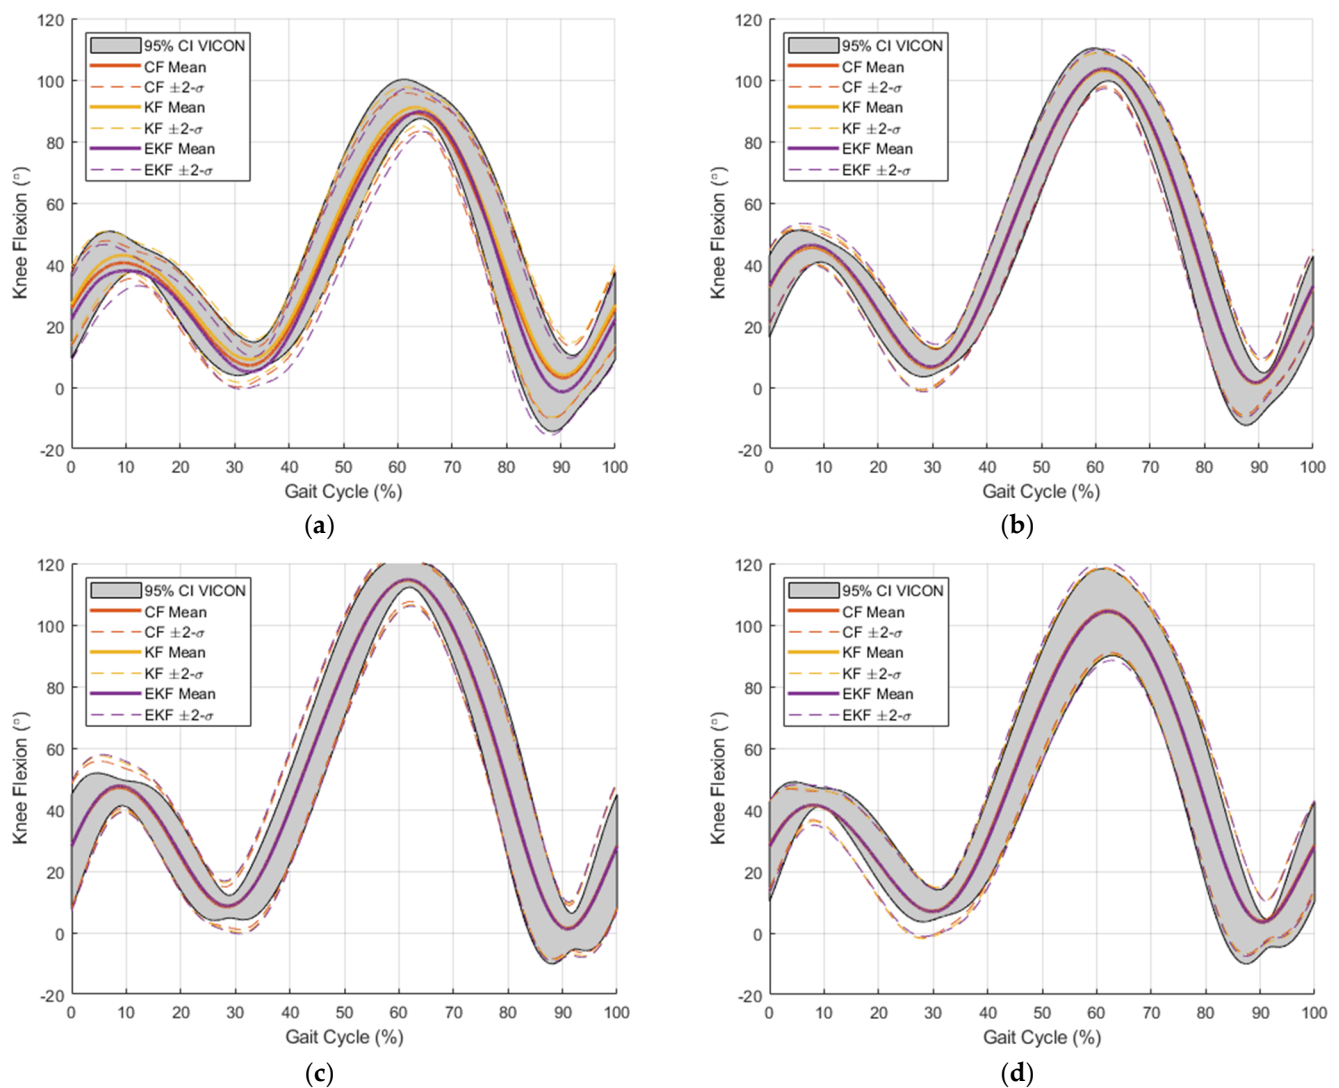 120
100
80
60
40
20
0
-20
Knee Flexion (°)
95% CI VICON
CF Mean
CF ±2-σ
KF Mean
KF ±2-σ
EKF Mean
EKF ±2-σ
0 10 20 30 40 50 60 70 80 90 100
Gait Cycle (%)
(a)
120
100
80
60
40
20
0
-20
Knee Flexion (°)
95% CI VICON
CF Mean
CF ±2-σ
KF Mean
KF ±2-σ
EKF Mean
EKF ±2-σ
0 10 20 30 40 50 60 70 80 90 100
Gait Cycle (%)
(b)
120
100
80
60
40
20
0
-20
Knee Flexion (°)
95% CI VICON
CF Mean
CF ±2-σ
KF Mean
KF ±2-σ
EKF Mean
EKF ±2-σ
0 10 20 30 40 50 60 70 80 90 100
Gait Cycle (%)
(c)
120
100
80
60
40
20
0
-20
Knee Flexion (°)
95% CI VICON
CF Mean
CF ±2-σ
KF Mean
KF ±2-σ
EKF Mean
EKF ±2-σ
0 10 20 30 40 50 60 70 80 90 100
Gait Cycle (%)
(d)